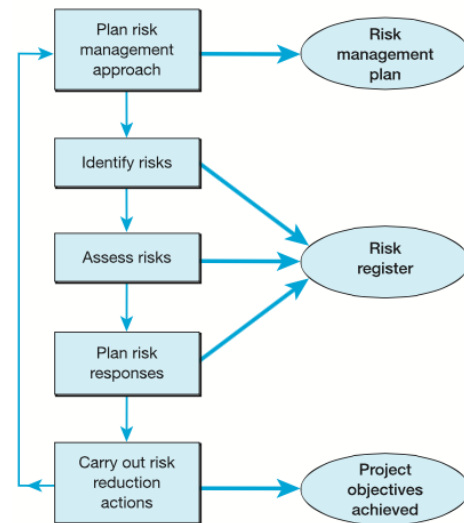 Plan risk
management
approach
Risk
management
plan
Identify risks
Assess risks
Risk
register
Plan risk
responses
Carry out risk
reduction
actions
Project
objectives
achieved